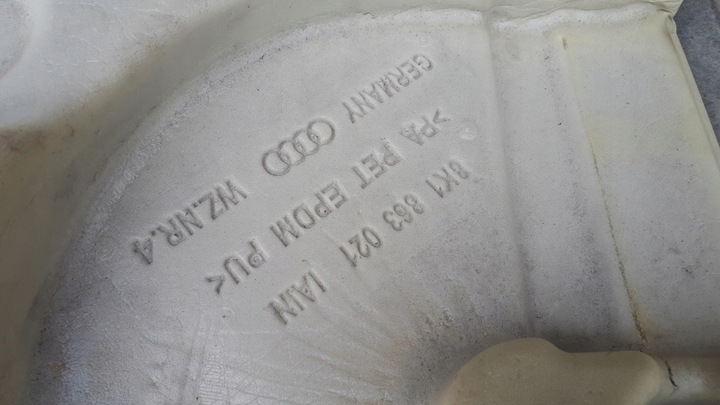 8K1 863 021
>PA PET EPDM PU<
GERMANY WZ.NR.4